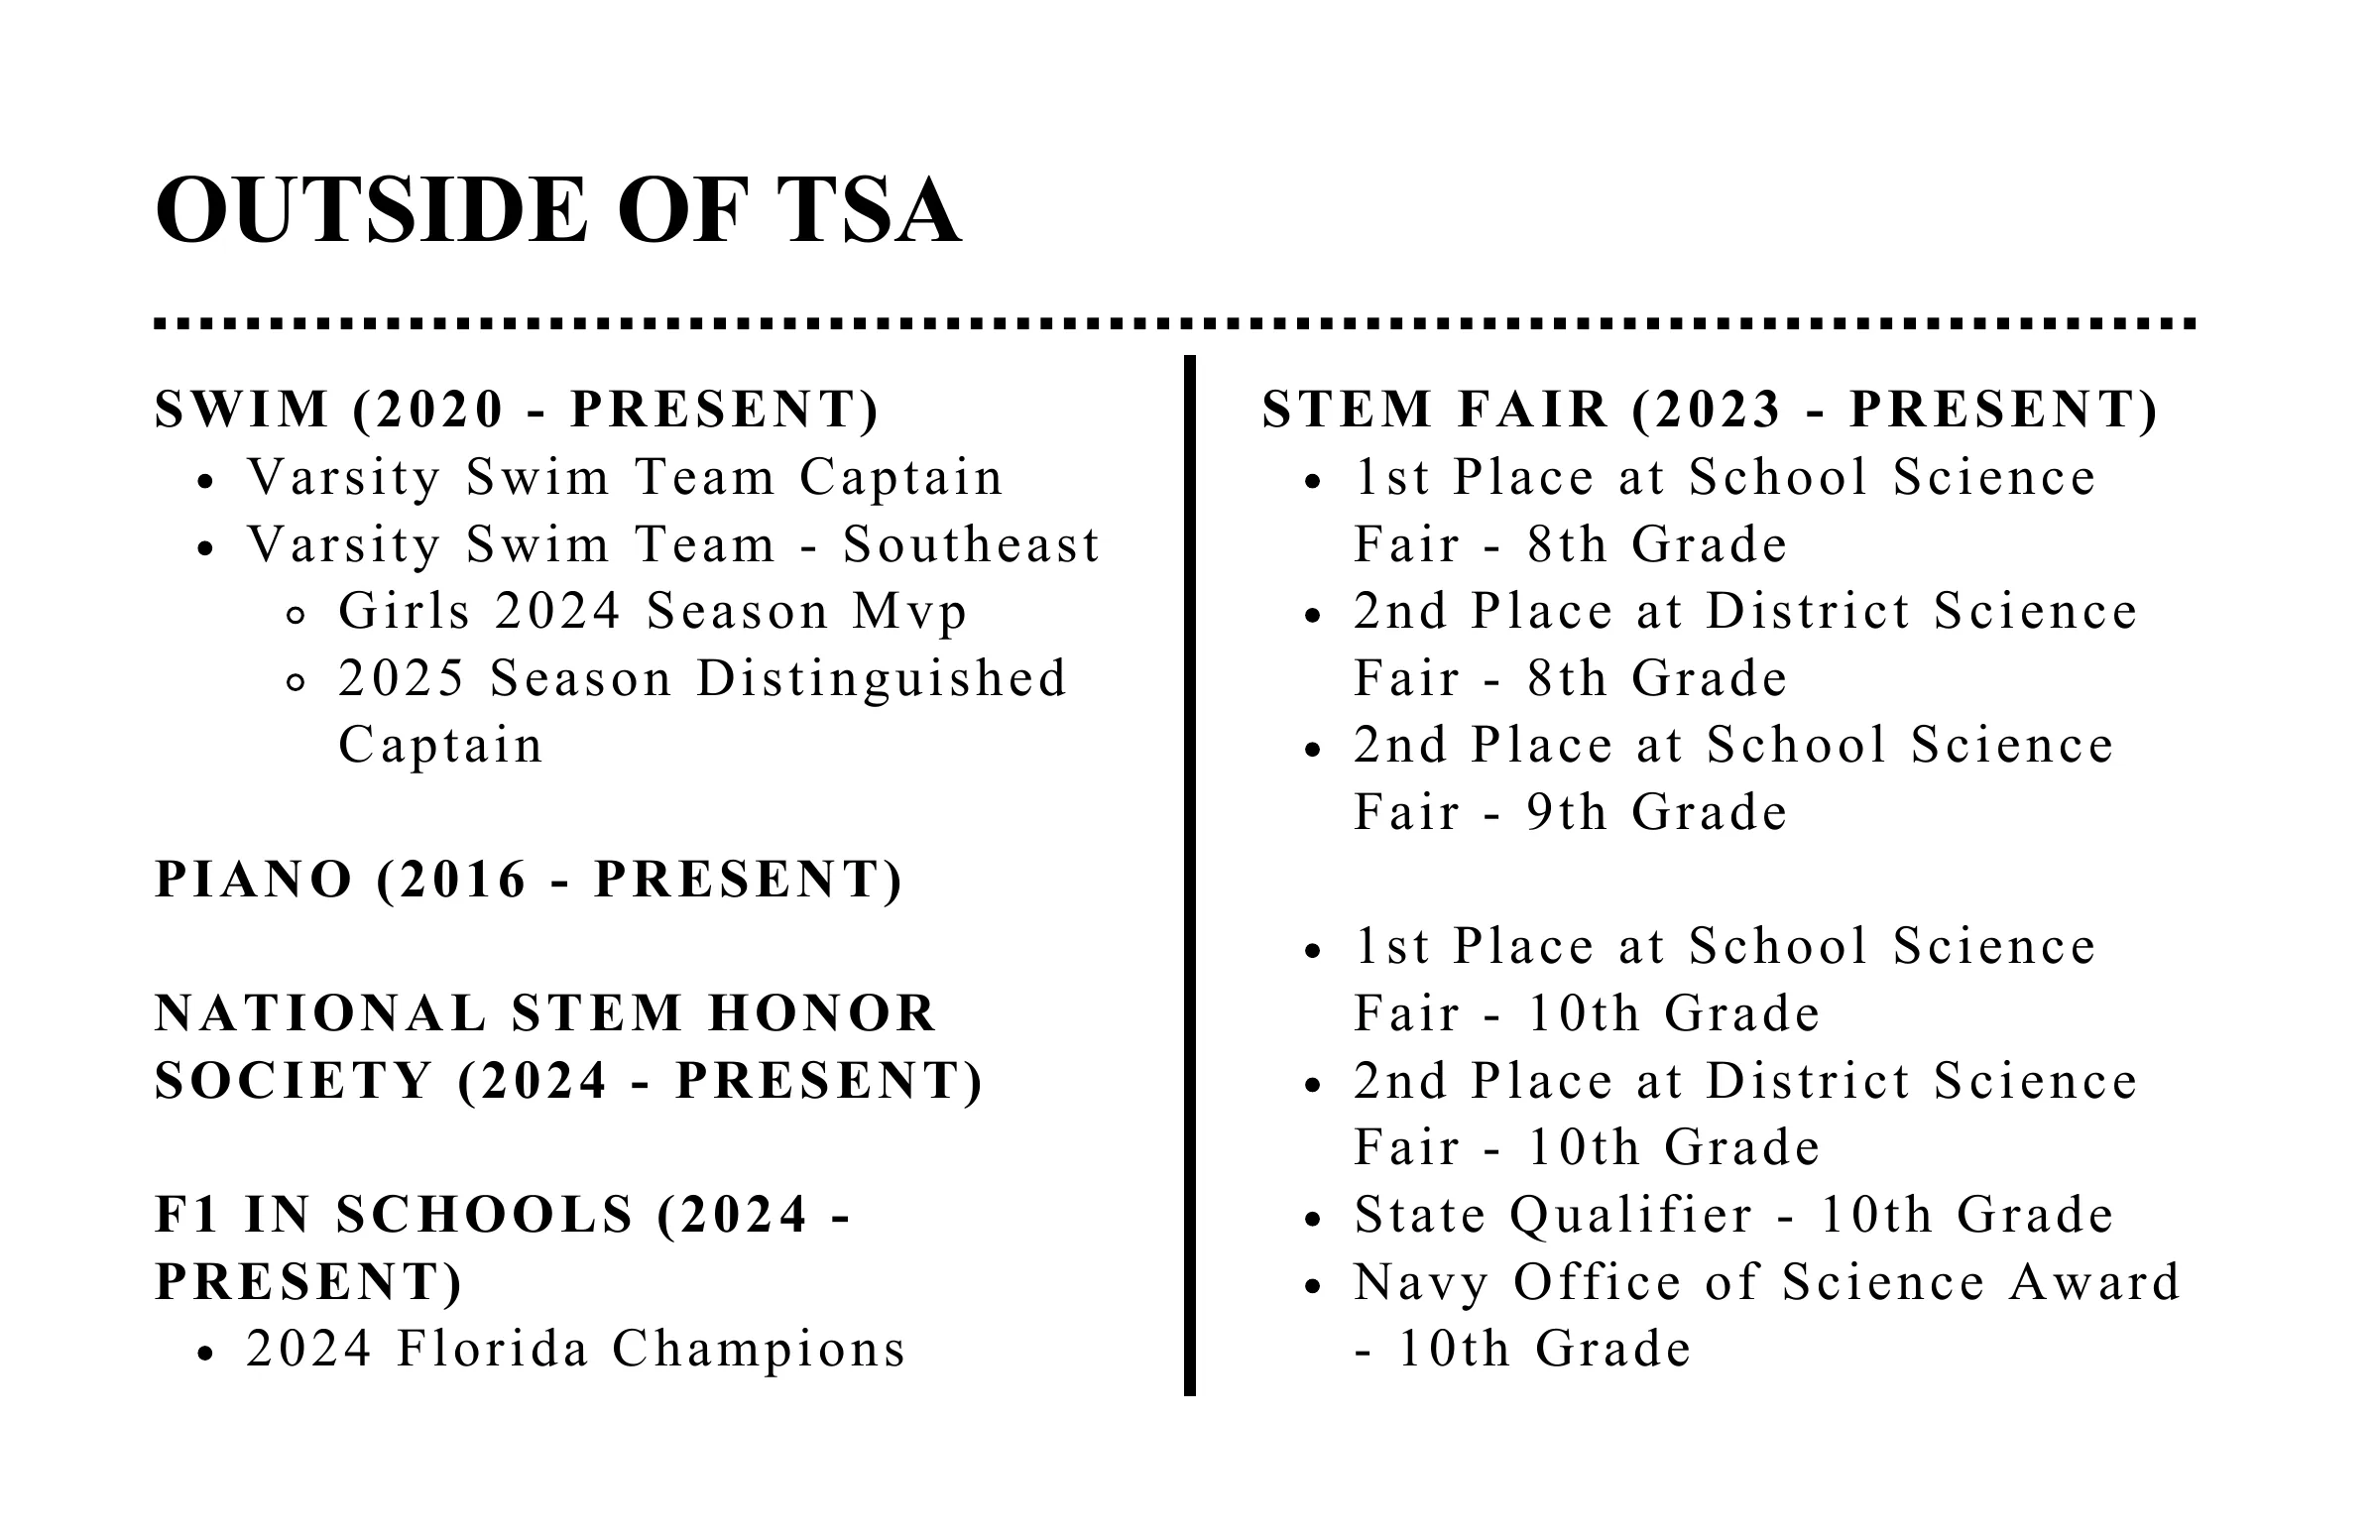 OUTSIDE OF TSA
SWIM (2020 - PRESENT)
• Varsity Swim Team Captain
• Varsity Swim Team - Southeast
◦ Girls 2024 Season Mvp
◦ 2025 Season Distinguished
Captain
PIANO (2016 - PRESENT)
NATIONAL STEM HONOR
SOCIETY (2024 - PRESENT)
F1 IN SCHOOLS (2024 -
PRESENT)
• 2024 Florida Champions
STEM FAIR (2023 - PRESENT)
• 1st Place at School Science
Fair - 8th Grade
• 2nd Place at District Science
Fair - 8th Grade
• 2nd Place at School Science
Fair - 9th Grade
• 1st Place at School Science
Fair - 10th Grade
• 2nd Place at District Science
Fair - 10th Grade
• State Qualifier - 10th Grade
• Navy Office of Science Award
- 10th Grade